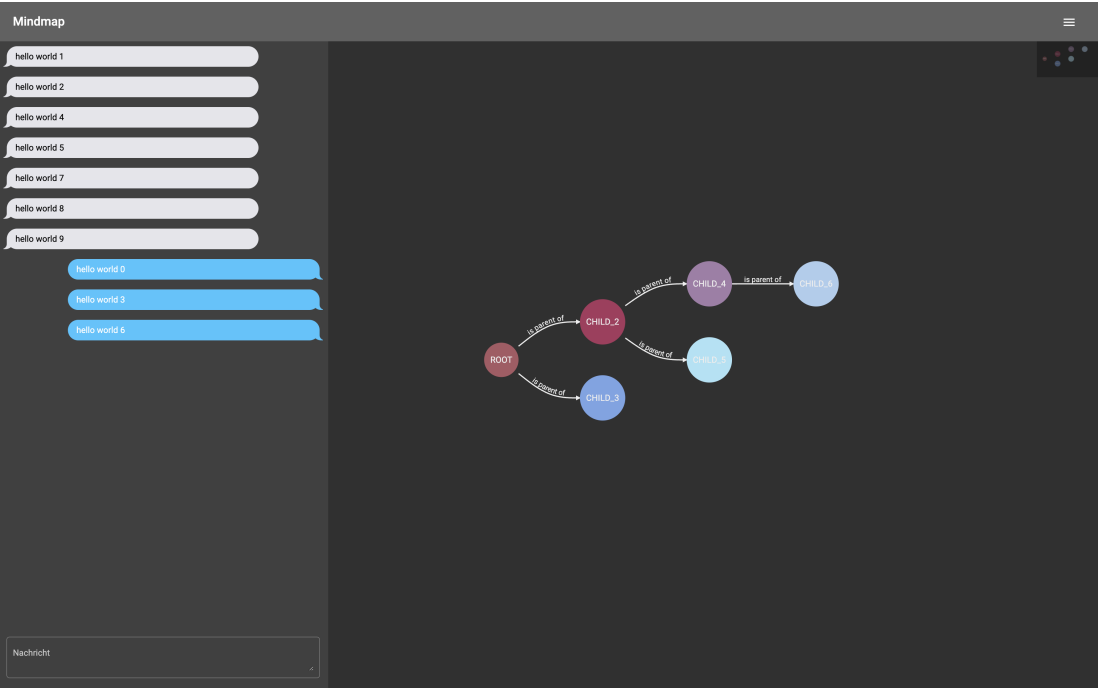 Mindmap
hello world 1
hello world 2
hello world 4
hello world 5
hello world 7
hello world 8
hello world 9
hello world 0
hello world 3
hello world 6
Nachricht
ROOT
is parent of
is parent of
CHILD_2
CHILD_3
is parent of
is parent of
CHILD_4
CHILD_5
is parent of
CHILD_6